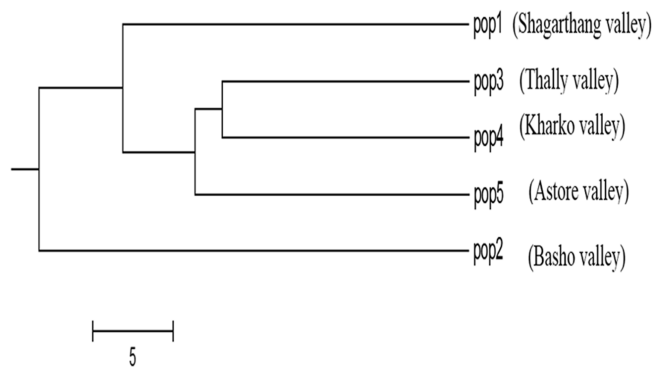 pop1 (Shagarthang valley)
pop3 (Thally valley)
pop4 (Kharko valley)
pop5 (Astore valley)
pop2 (Basho valley)
5